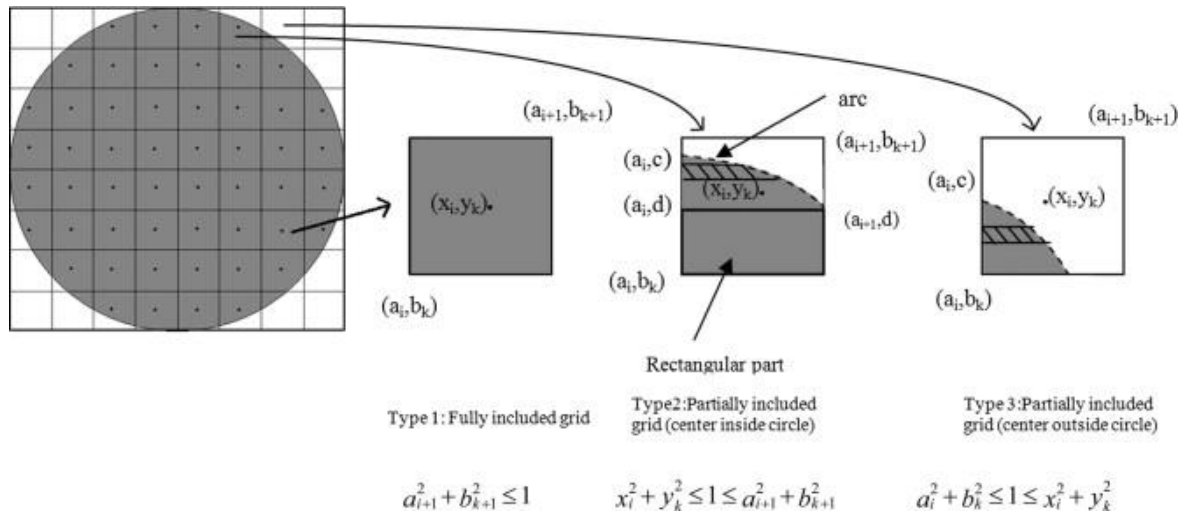 (a_{i+1},b_{k+1})
(x_i,y_k)
(a_i,b_k)
arc
(a_{i+1},b_{k+1})
(a_i,c)
(x_i,y_k)
(a_i,d)
(a_{i+1},d)
(a_i,b_k)
(a_{i+1},b_{k+1})
(a_i,c)
(x_i,y_k)
(a_i,b_k)
Rectangular part
Type 1: Fully included grid
Type2:Partially included
grid (center inside circle)
Type 3:Partially included
grid (center outside circle)
a_{i+1}^2 + b_{k+1}^2 ≤ 1
x_i^2 + y_k^2 ≤ 1 ≤ a_{i+1}^2 + b_{k+1}^2
a_i^2 + b_k^2 ≤ 1 ≤ x_i^2 + y_k^2